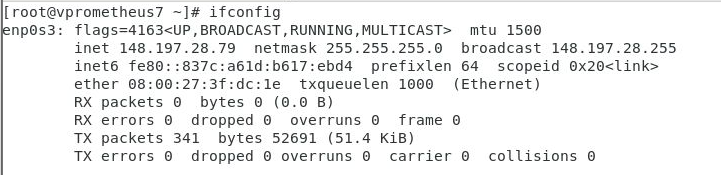 [root@vprometheus7 ~]# ifconfig
enp0s3: flags=4163<UP,BROADCAST,RUNNING,MULTICAST>  mtu 1500
        inet 148.197.28.79  netmask 255.255.255.0  broadcast 148.197.28.255
        inet6 fe80::837c:a61d:b617:ebd4  prefixlen 64  scopeid 0x20<link>
        ether 08:00:27:3f:dc:1e  txqueuelen 1000  (Ethernet)
        RX packets 0  bytes 0 (0.0 B)
        RX errors 0  dropped 0  overruns 0  frame 0
        TX packets 341  bytes 52691 (51.4 KiB)
        TX errors 0  dropped 0 overruns 0  carrier 0  collisions 0